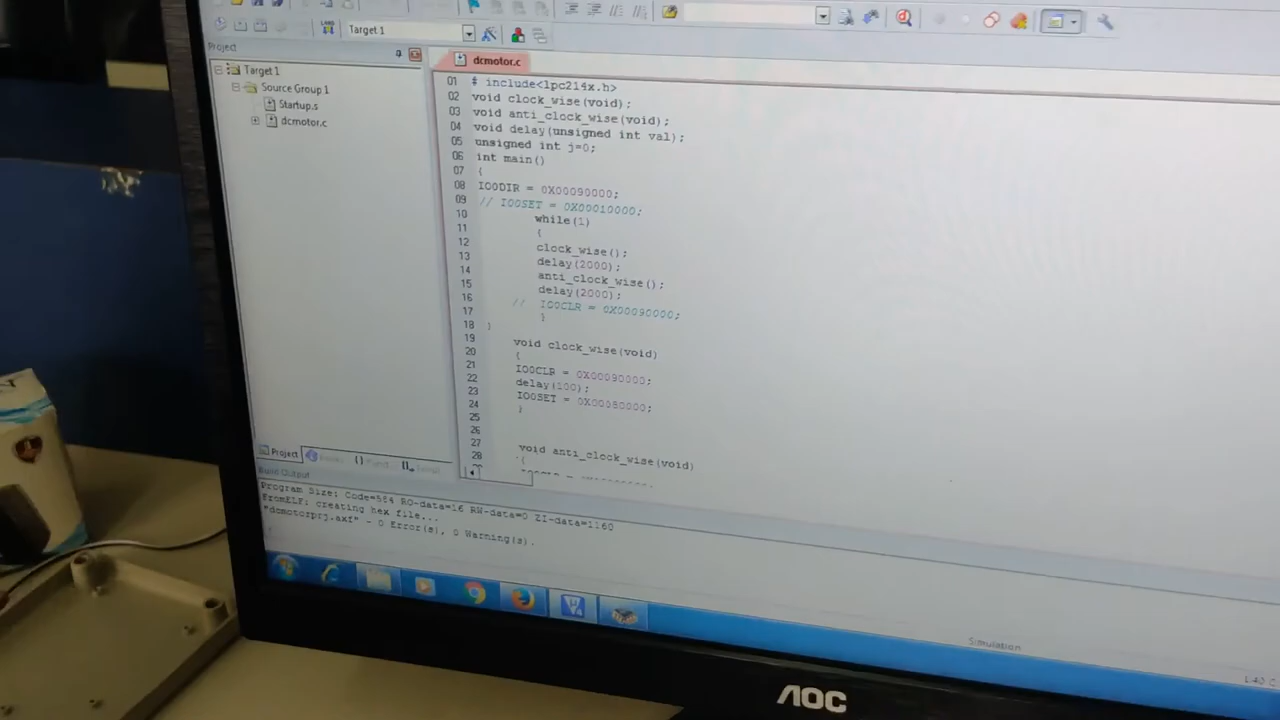 Target 1
Project
dcmotor.c
Target 1
Source Group 1
Startup.s
dcmotor.c
01 # include<lpc214x.h>
02 void clock_wise(void);
03 void anti_clock_wise(void);
04 void delay(unsigned int val);
05 unsigned int j=0;
06 int main()
07 {
08 IO0DIR = 0X00090000;
09 // IO0SET = 0X00010000;
10 while(1)
11 {
12 clock_wise();
13 delay(2000);
14 anti_clock_wise();
15 delay(2000);
16 // IO0CLR = 0X00090000;
17 }
18 }
19 void clock_wise(void)
20 {
21 IO0CLR = 0X00090000;
22 delay(100);
23 IO0SET = 0X00080000;
24 }
25
26
27 void anti_clock_wise(void)
28 {
Project
Build Output
Program Size: Code=584 RO-data=16 RW-data=0 ZI-data=1160
FromELF: creating hex file...
"dcmotorprj.axf" - 0 Error(s), 0 Warning(s).
Simulation
L:40 C
AOC